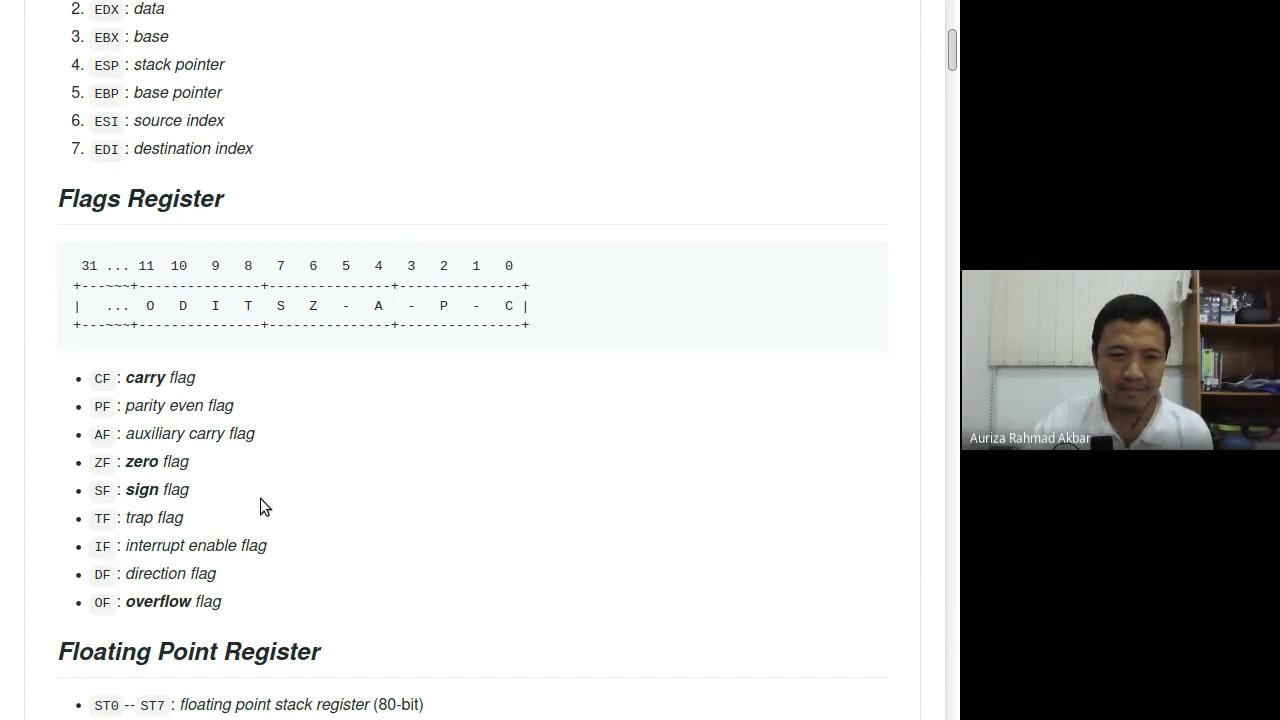 2. EDX : data
3. EBX : base
4. ESP : stack pointer
5. EBP : base pointer
6. ESI : source index
7. EDI : destination index
Flags Register
31 ... 11  10   9   8   7   6   5   4   3   2   1   0
+---~~~+---------------+---------------+---------------+
|   ... O   D   I   T   S   Z   -   A   -   P   -   C |
+---~~~+---------------+---------------+---------------+
• CF : carry flag
• PF : parity even flag
• AF : auxiliary carry flag
• ZF : zero flag
• SF : sign flag
• TF : trap flag
• IF : interrupt enable flag
• DF : direction flag
• OF : overflow flag
Floating Point Register
• ST0 -- ST7 : floating point stack register (80-bit)
Auriza Rahmad Akbar